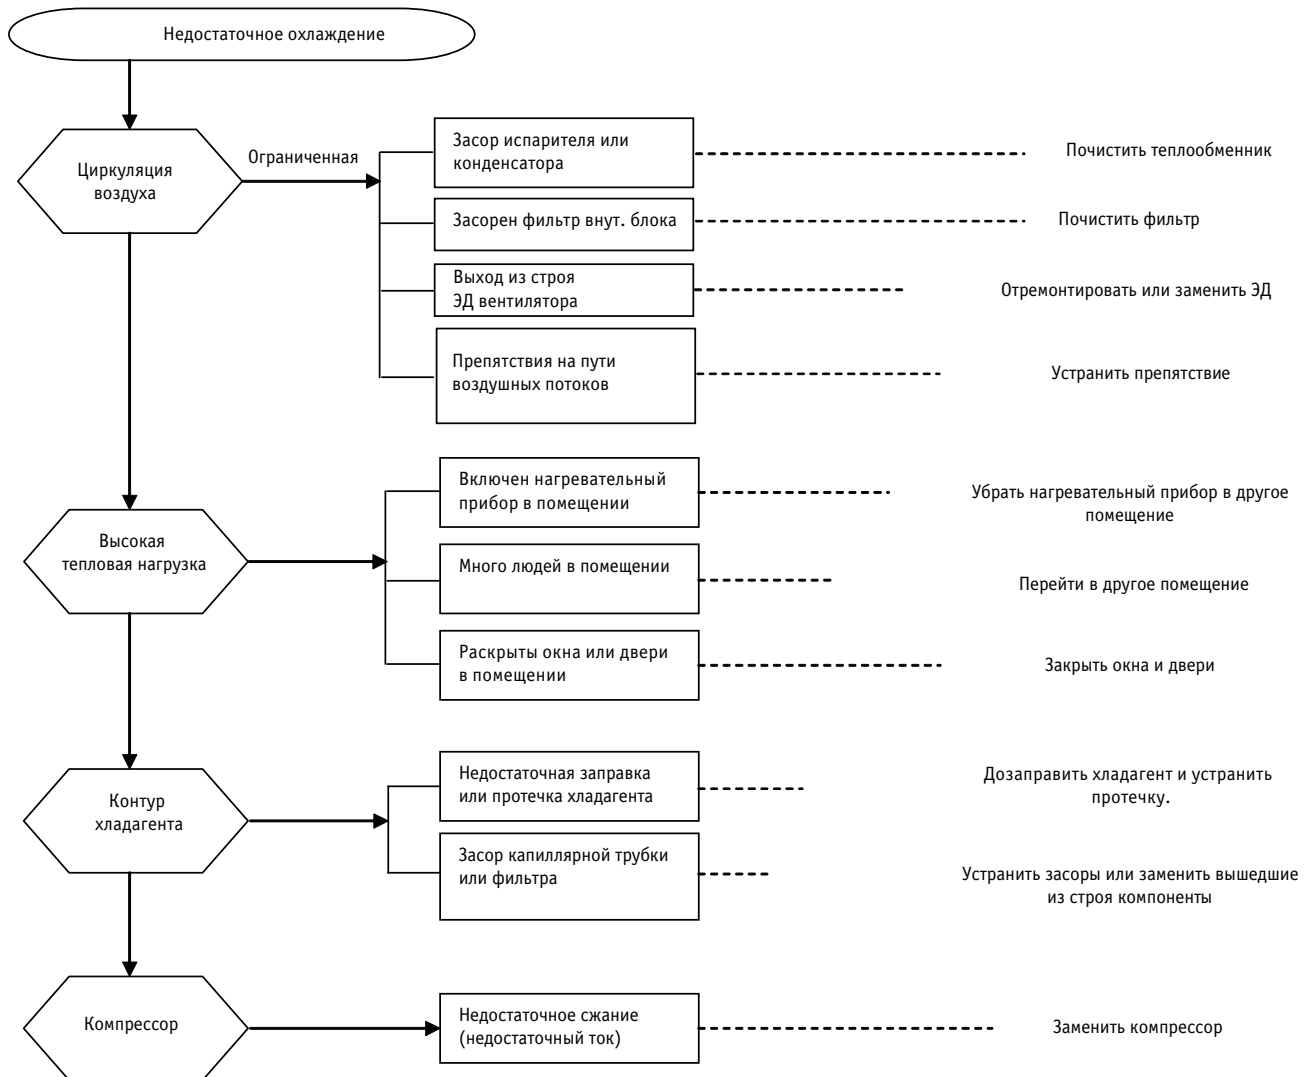 Недостаточное охлаждение
Циркуляция
воздуха
Ограниченная
Засор испарителя или
конденсатора
Почистить теплообменник
Засорен фильтр внут. блока
Почистить фильтр
Выход из строя
ЭД вентилятора
Отремонтировать или заменить ЭД
Препятствия на пути
воздушных потоков
Устранить препятствие
Высокая
тепловая нагрузка
Включен нагревательный
прибор в помещении
Убрать нагревательный прибор в другое
помещение
Много людей в помещении
Перейти в другое помещение
Раскрыты окна или двери
в помещении
Закрыть окна и двери
Контур
хладагента
Недостаточная заправка
или протечка хладагента
Дозаправить хладагент и устранить
протечку.
Засор капиллярной трубки
или фильтра
Устранить засоры или заменить вышедшие
из строя компоненты
Компрессор
Недостаточное сжание
(недостаточный ток)
Заменить компрессор